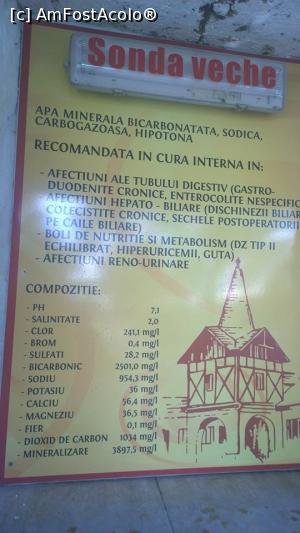 [c] AmFostAcolo®
Sonda veche
APA MINERALA BICARBONATATA, SODICA,
CARBOGAZOASA, HIPOTONA
RECOMANDATA IN CURA INTERNA IN:
- AFECTIUNI ALE TUBULUI DIGESTIV (GASTRO-
DUODENITE CRONICE, ENTEROCOLITE NESPECIFIC
- AFECTIUNI HEPATO - BILIARE (DISCHINEZII BILIAR
COLECISTITE CRONICE, SECHELE POSTOPERATORII
PE CAILE BILIARE)
- BOLI DE NUTRITIE SI METABOLISM (DZ TIP II
ECHILIBRAT, HIPERURICEMII, GUTA)
- AFECTIUNI RENO-URINARE
COMPOZITIE:
- PH 7,1
- SALINITATE 2,0
- CLOR 241,1 mg/l
- BROM 0,4 mg/l
- SULFATI 28,2 mg/l
- BICARBONIC 2501,0 mg/l
- SODIU 954,3 mg/l
- POTASIU 36 mg/l
- CALCIU 56,4 mg/l
- MAGNEZIU 36,5 mg/l
- FIER 0,1 mg/l
- DIOXID DE CARBON 1034 mg/l
- MINERALIZARE 3897,5 mg/l